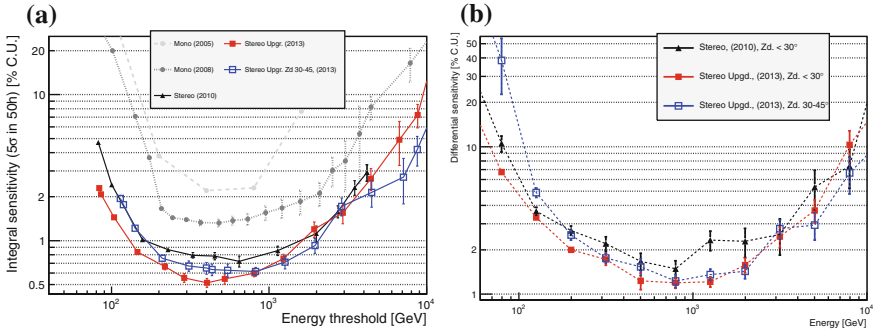 (a)
Integral sensitivity (5σ in 50h) [% C.U.]
20
10
2
1
0.5
Mono (2005)
Mono (2008)
Stereo (2010)
Stereo Upgr. (2013)
Stereo Upgr. Zd 30-45, (2013)
10²
10³
10⁴
Energy threshold [GeV]
(b)
Differential sensitivity [% C.U.]
50
40
30
20
10
5
4
3
2
1
Stereo, (2010), Zd. < 30°
Stereo Upgd., (2013), Zd. < 30°
Stereo Upgd., (2013), Zd. 30-45°
10²
10³
10⁴
Energy [GeV]